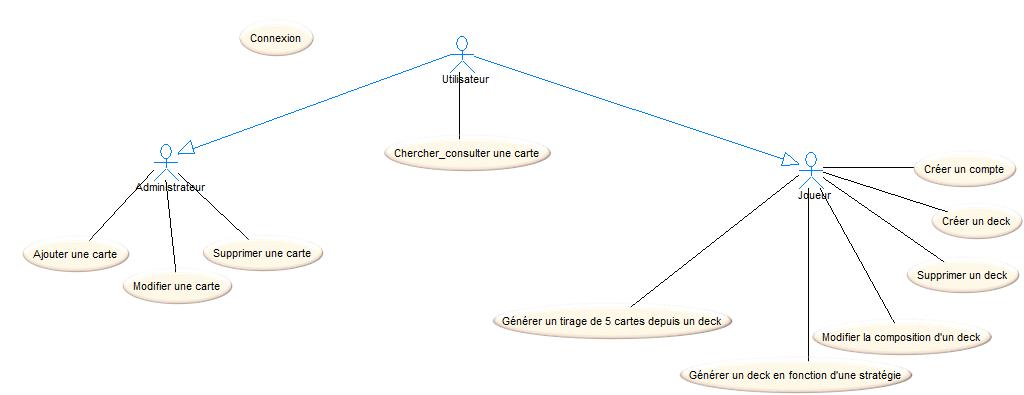 Connexion
Utilisateur
Chercher_consulter une carte
Administrateur
Ajouter une carte
Modifier une carte
Supprimer une carte
Joueur
Créer un compte
Créer un deck
Supprimer un deck
Modifier la composition d'un deck
Générer un tirage de 5 cartes depuis un deck
Générer un deck en fonction d'une stratégie